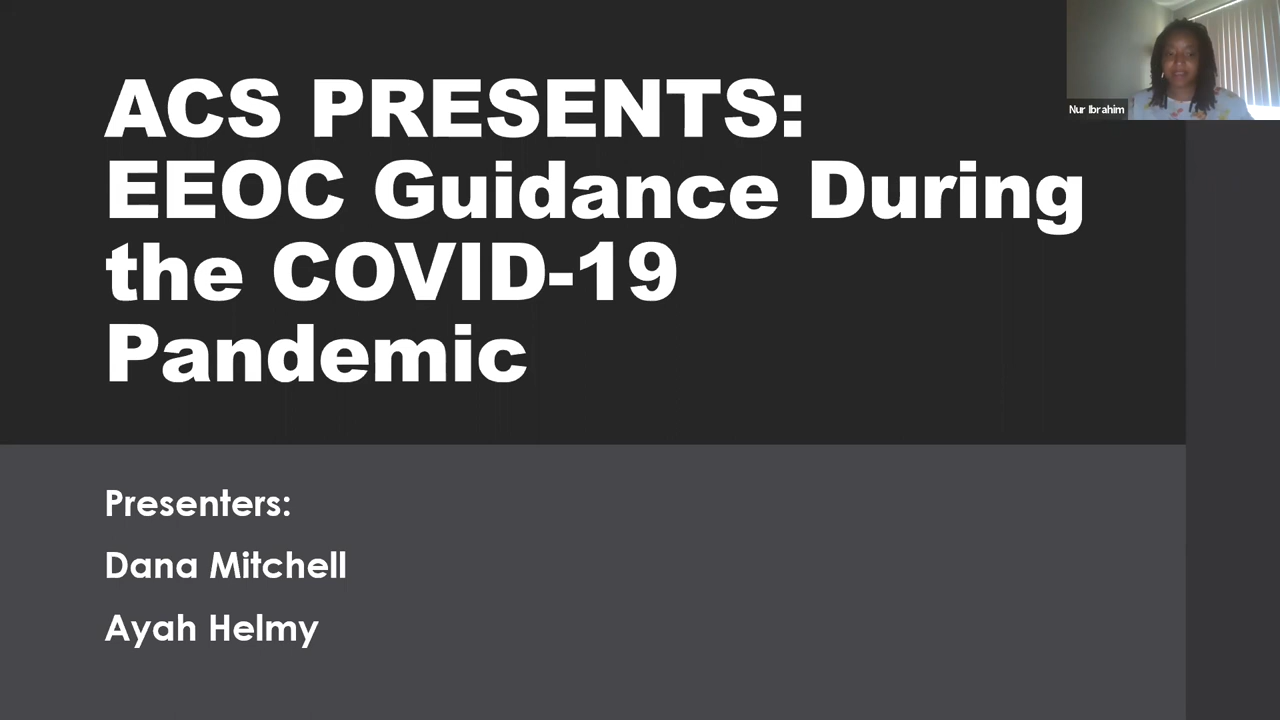 ACS PRESENTS:
EEOC Guidance During
the COVID-19
Pandemic
Nur Ibrahim
Presenters:
Dana Mitchell
Ayah Helmy